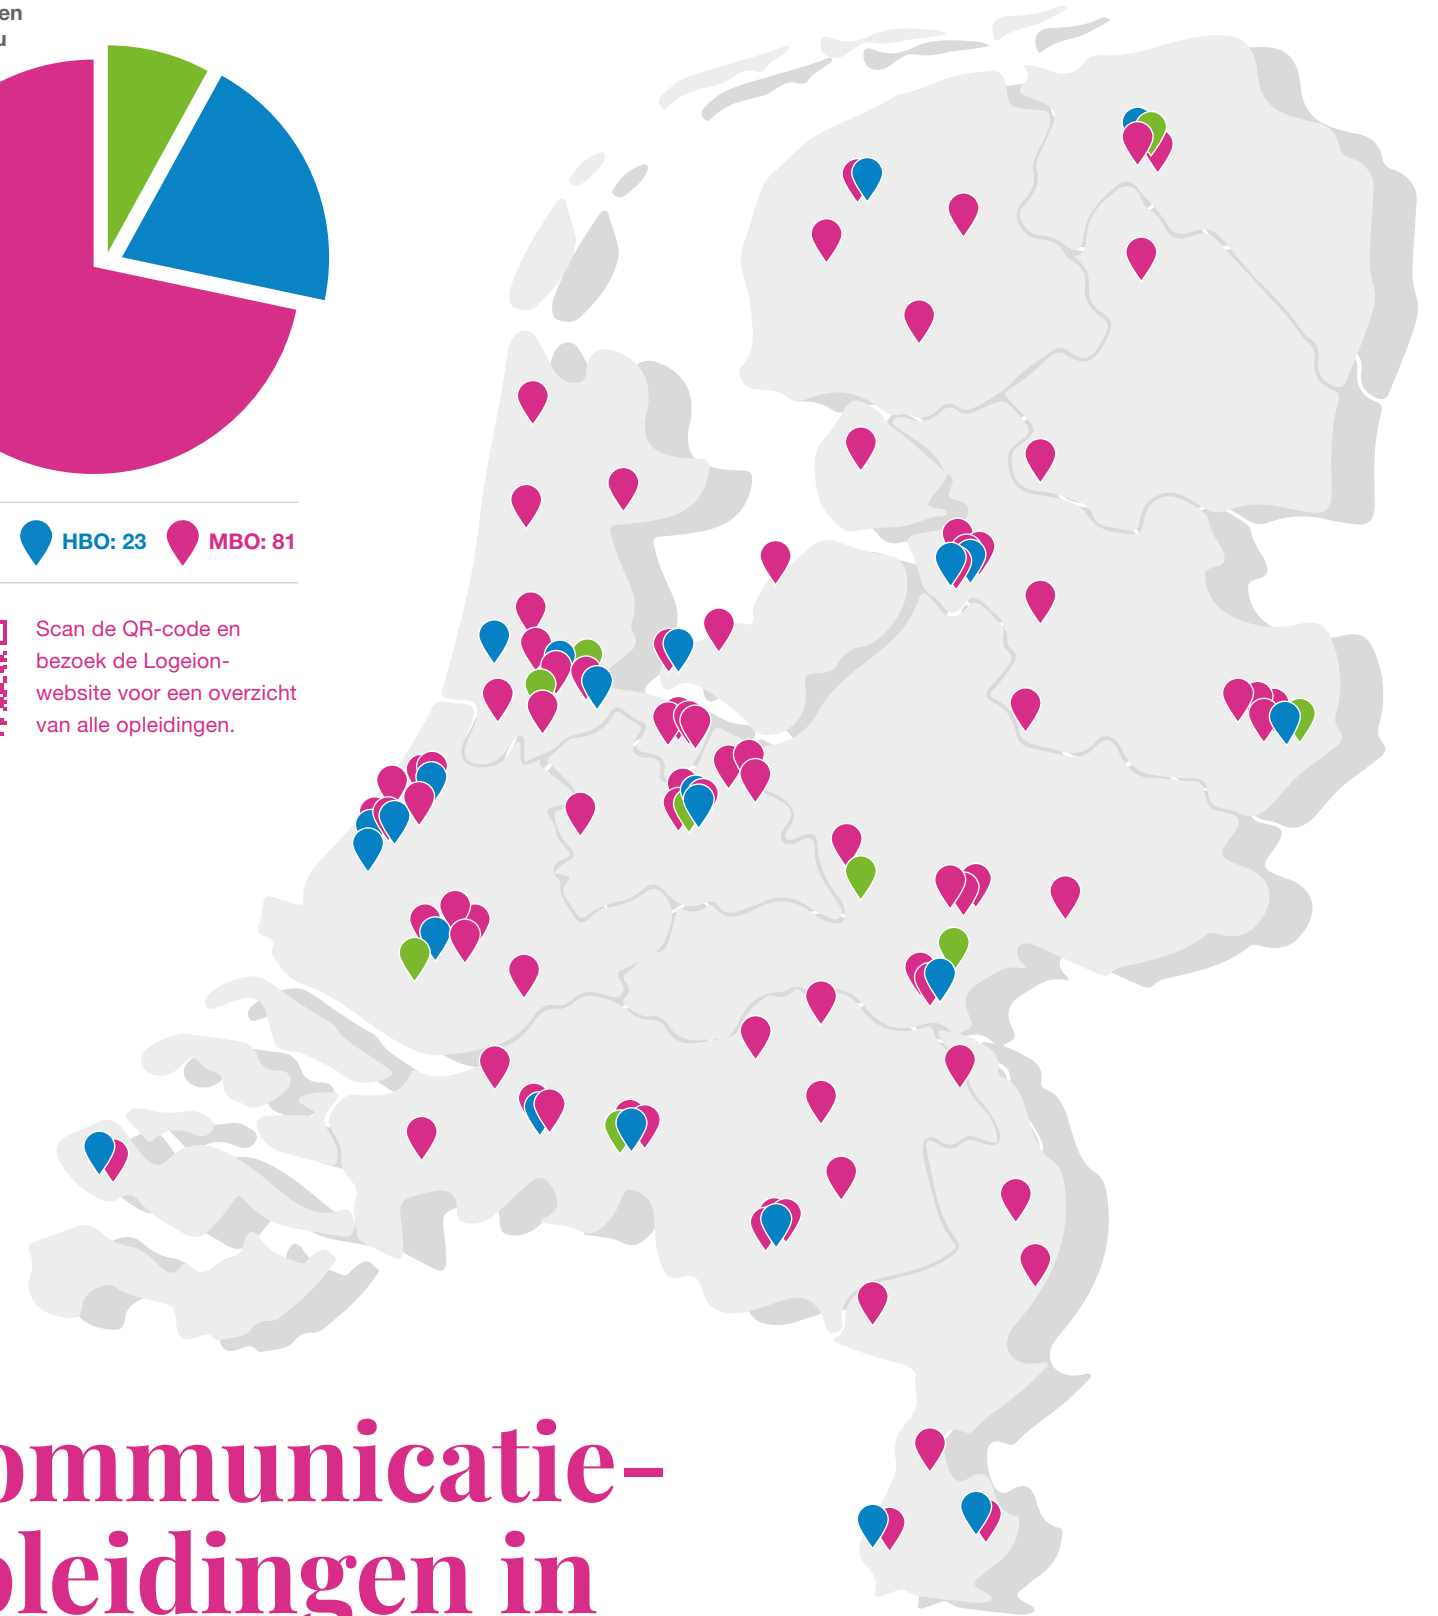 en
u
HBO: 23 MBO: 81
Scan de QR-code en
bezoek de Logeion-
website voor een overzicht
van alle opleidingen.
ommunicatie-
pleidingen in